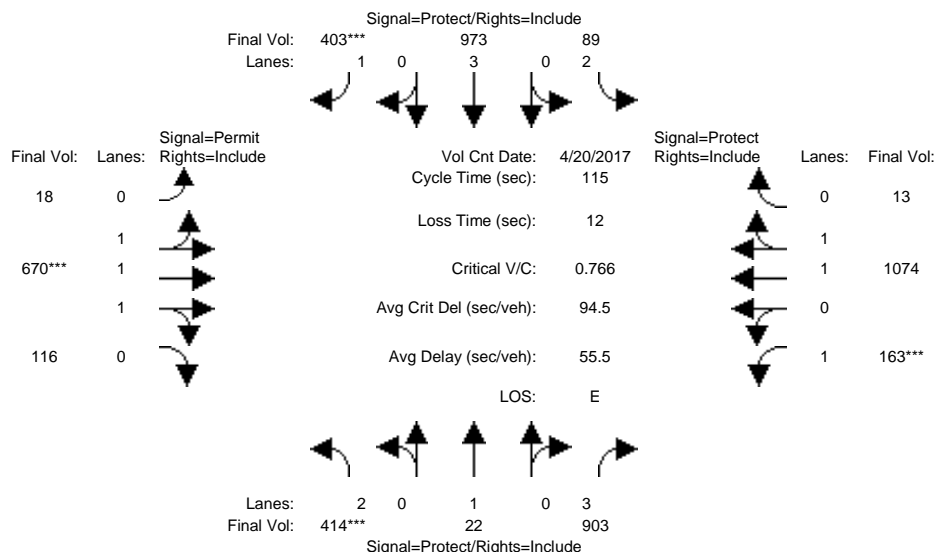 Signal=Protect/Rights=Include
Final Vol: 403*** 973 89
Lanes: 1 0 3 0 2
Signal=Permit Signal=Protect
Final Vol: Lanes: Rights=Include Vol Cnt Date: 4/20/2017 Rights=Include Lanes: Final Vol:
Cycle Time (sec): 115
18 0 0 13
Loss Time (sec): 12
1 1
670*** 1 Critical V/C: 0.766 1 1074
1 Avg Crit Del (sec/veh): 94.5 0
116 0 Avg Delay (sec/veh): 55.5 1 163***
LOS: E
Lanes: 2 0 1 0 3
Final Vol: 414*** 22 903
Signal=Protect/Rights=Include